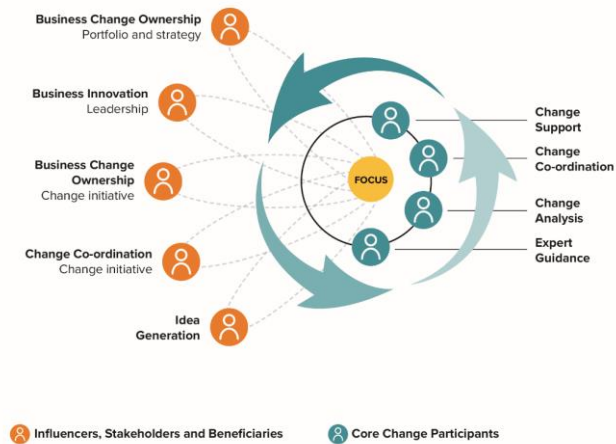 Business Change Ownership
Portfolio and strategy
Business Innovation
Leadership
Business Change
Ownership
Change initiative
Change Co-ordination
Change initiative
Idea
Generation
FOCUS
Change
Support
Change
Co-ordination
Change
Analysis
Expert
Guidance
Influencers, Stakeholders and Beneficiaries
Core Change Participants